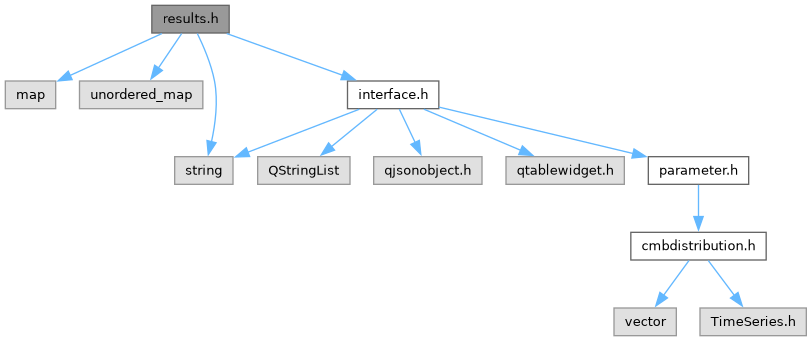 results.h
map
unordered_map
interface.h
string
QStringList
qjsonobject.h
qtablewidget.h
parameter.h
cmbdistribution.h
vector
TimeSeries.h